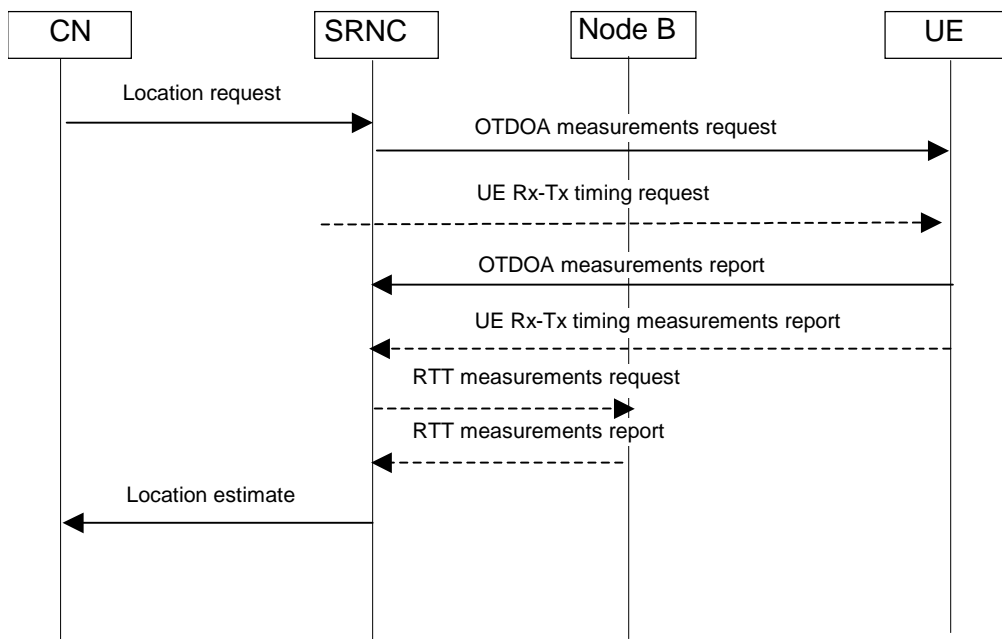 CN
SRNC
Node B
UE
Location request
OTDOA measurements request
UE Rx-Tx timing request
OTDOA measurements report
UE Rx-Tx timing measurements report
RTT measurements request
RTT measurements report
Location estimate